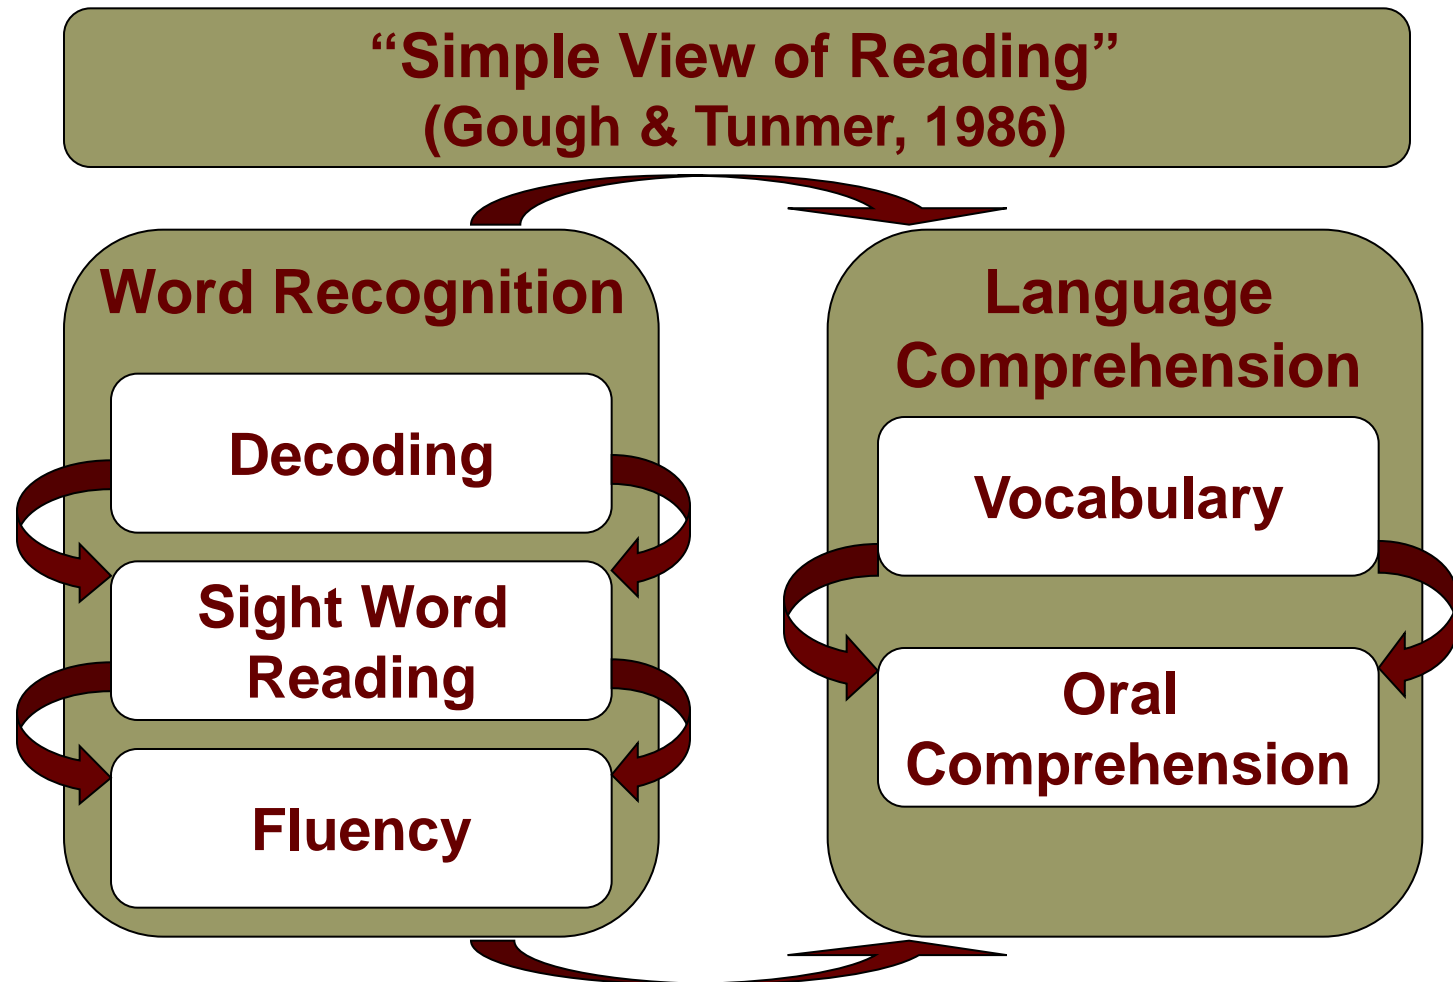 “Simple View of Reading”
(Gough & Tunmer, 1986)
Word Recognition
Decoding
Sight Word
Reading
Fluency
Language
Comprehension
Vocabulary
Oral
Comprehension